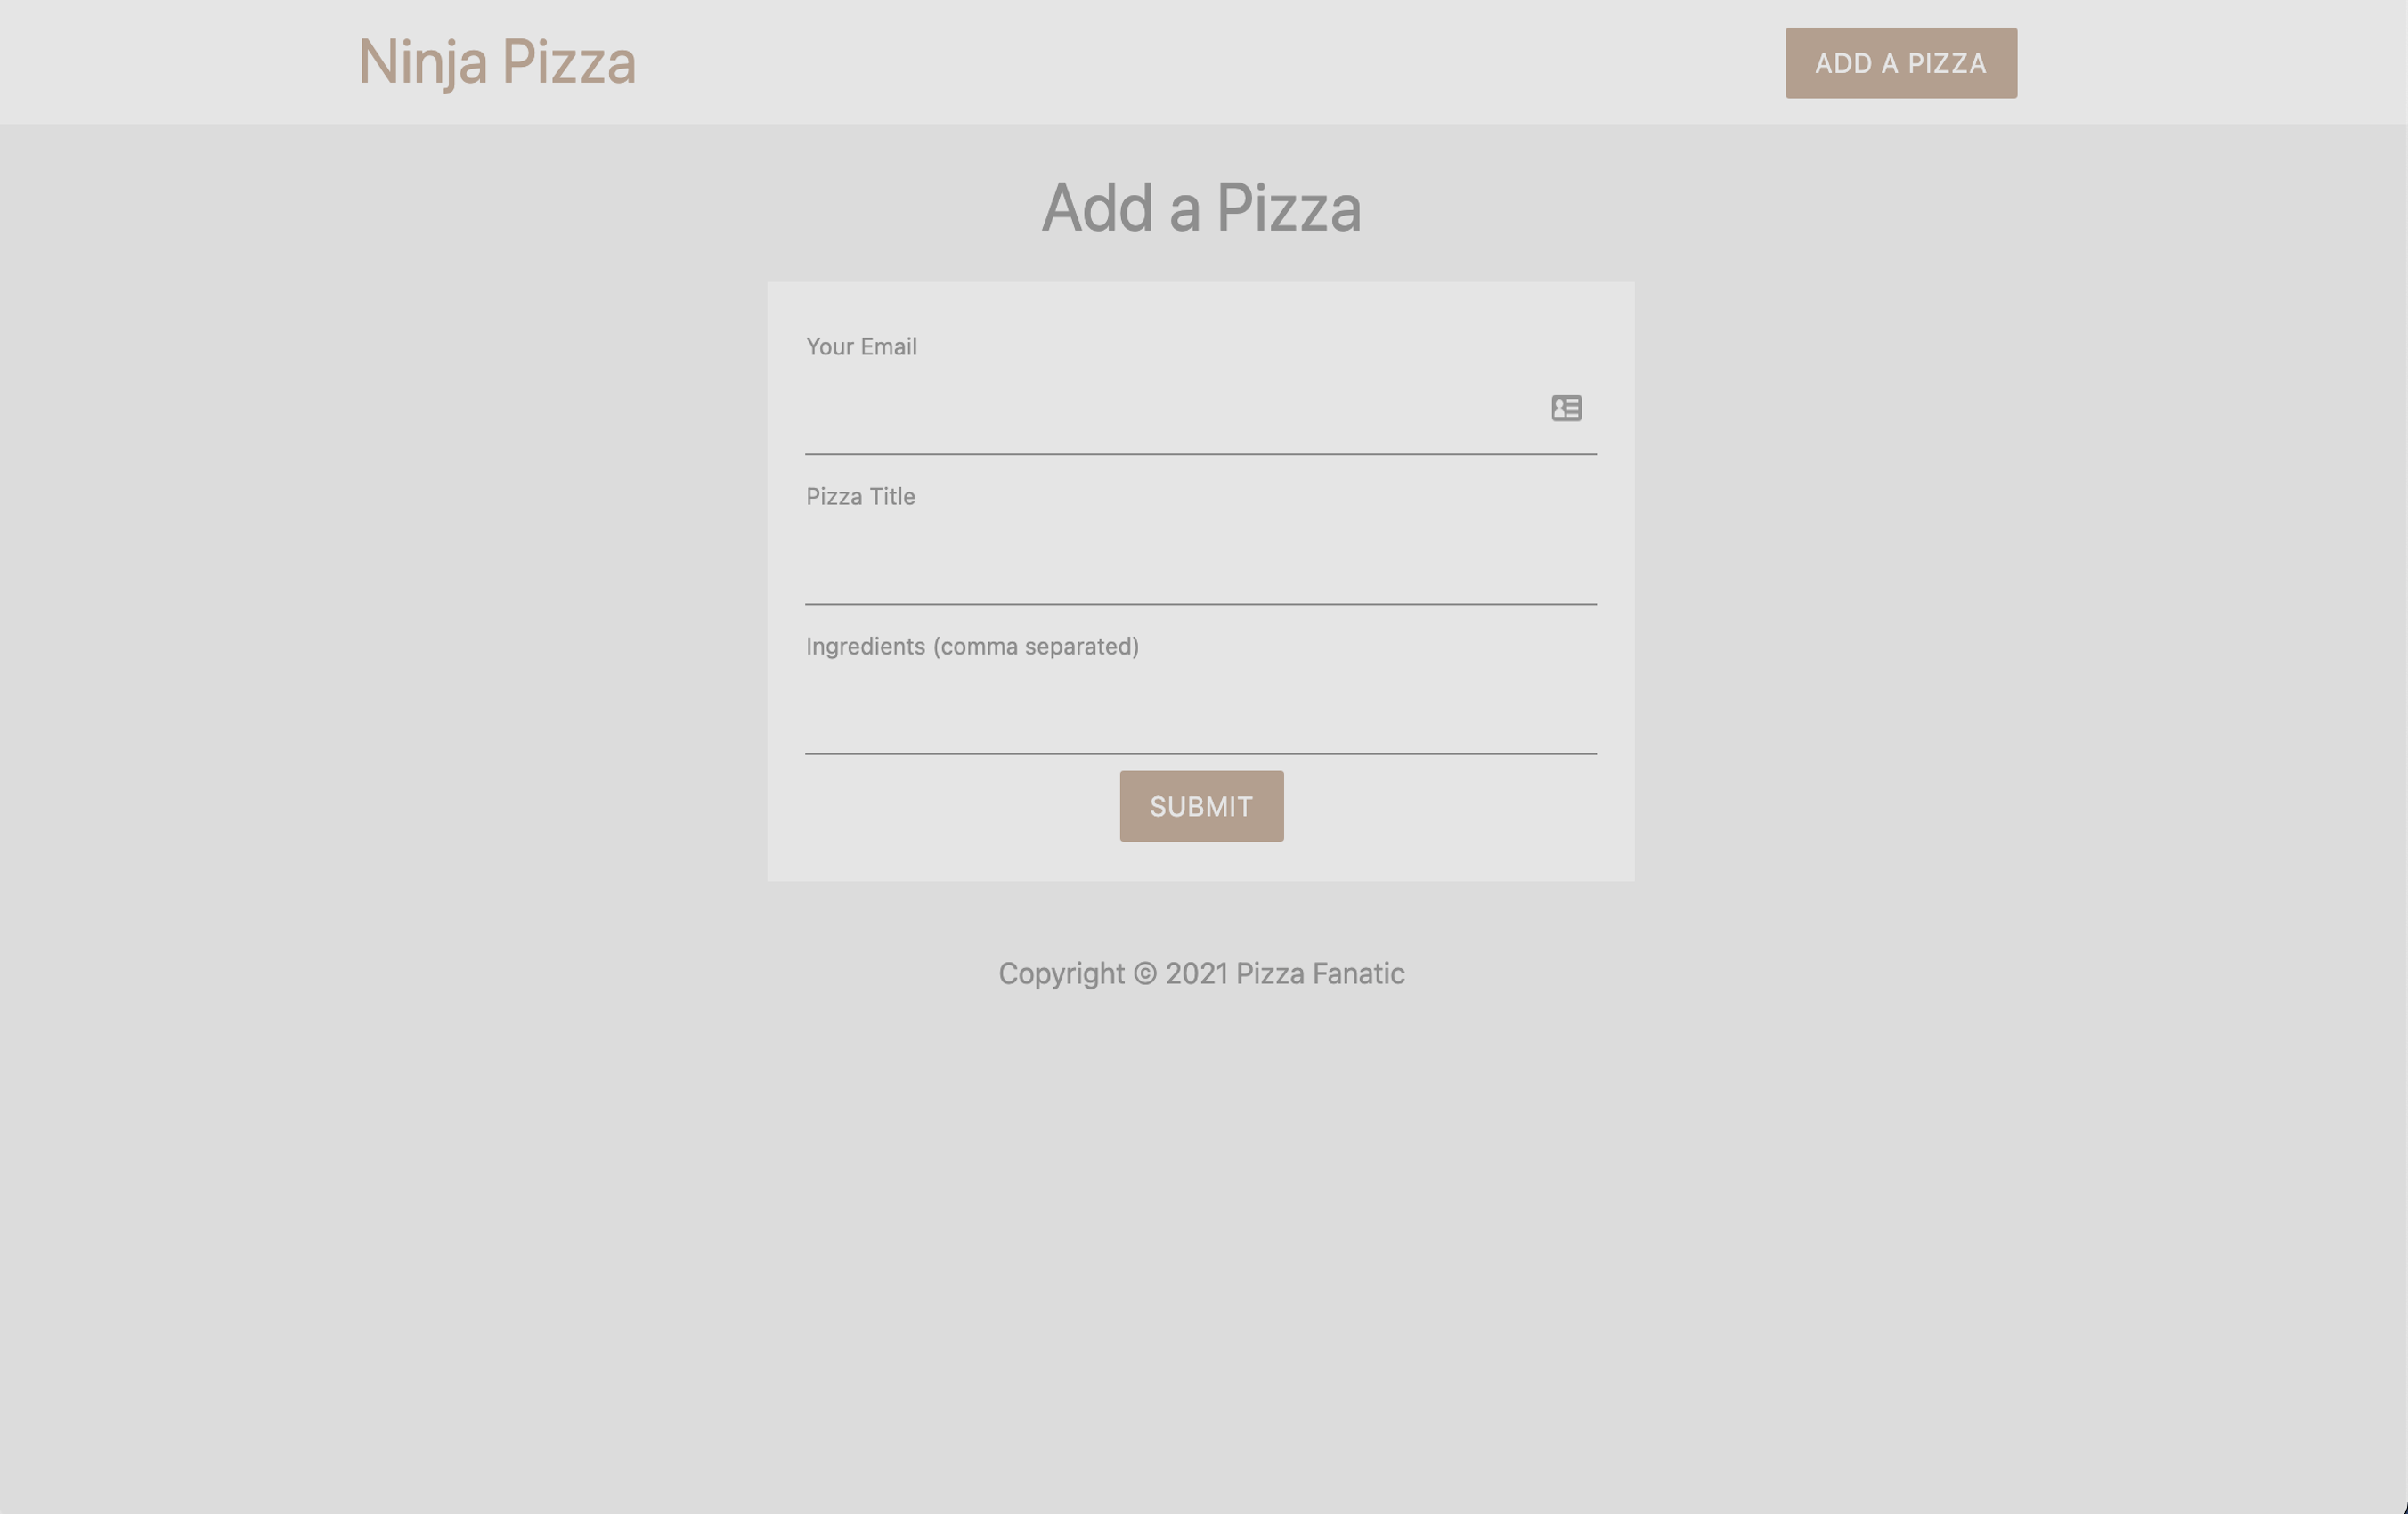 Ninja Pizza
ADD A PIZZA
Add a Pizza
Your Email
Pizza Title
Ingredients (comma separated)
SUBMIT
Copyright © 2021 Pizza Fanatic